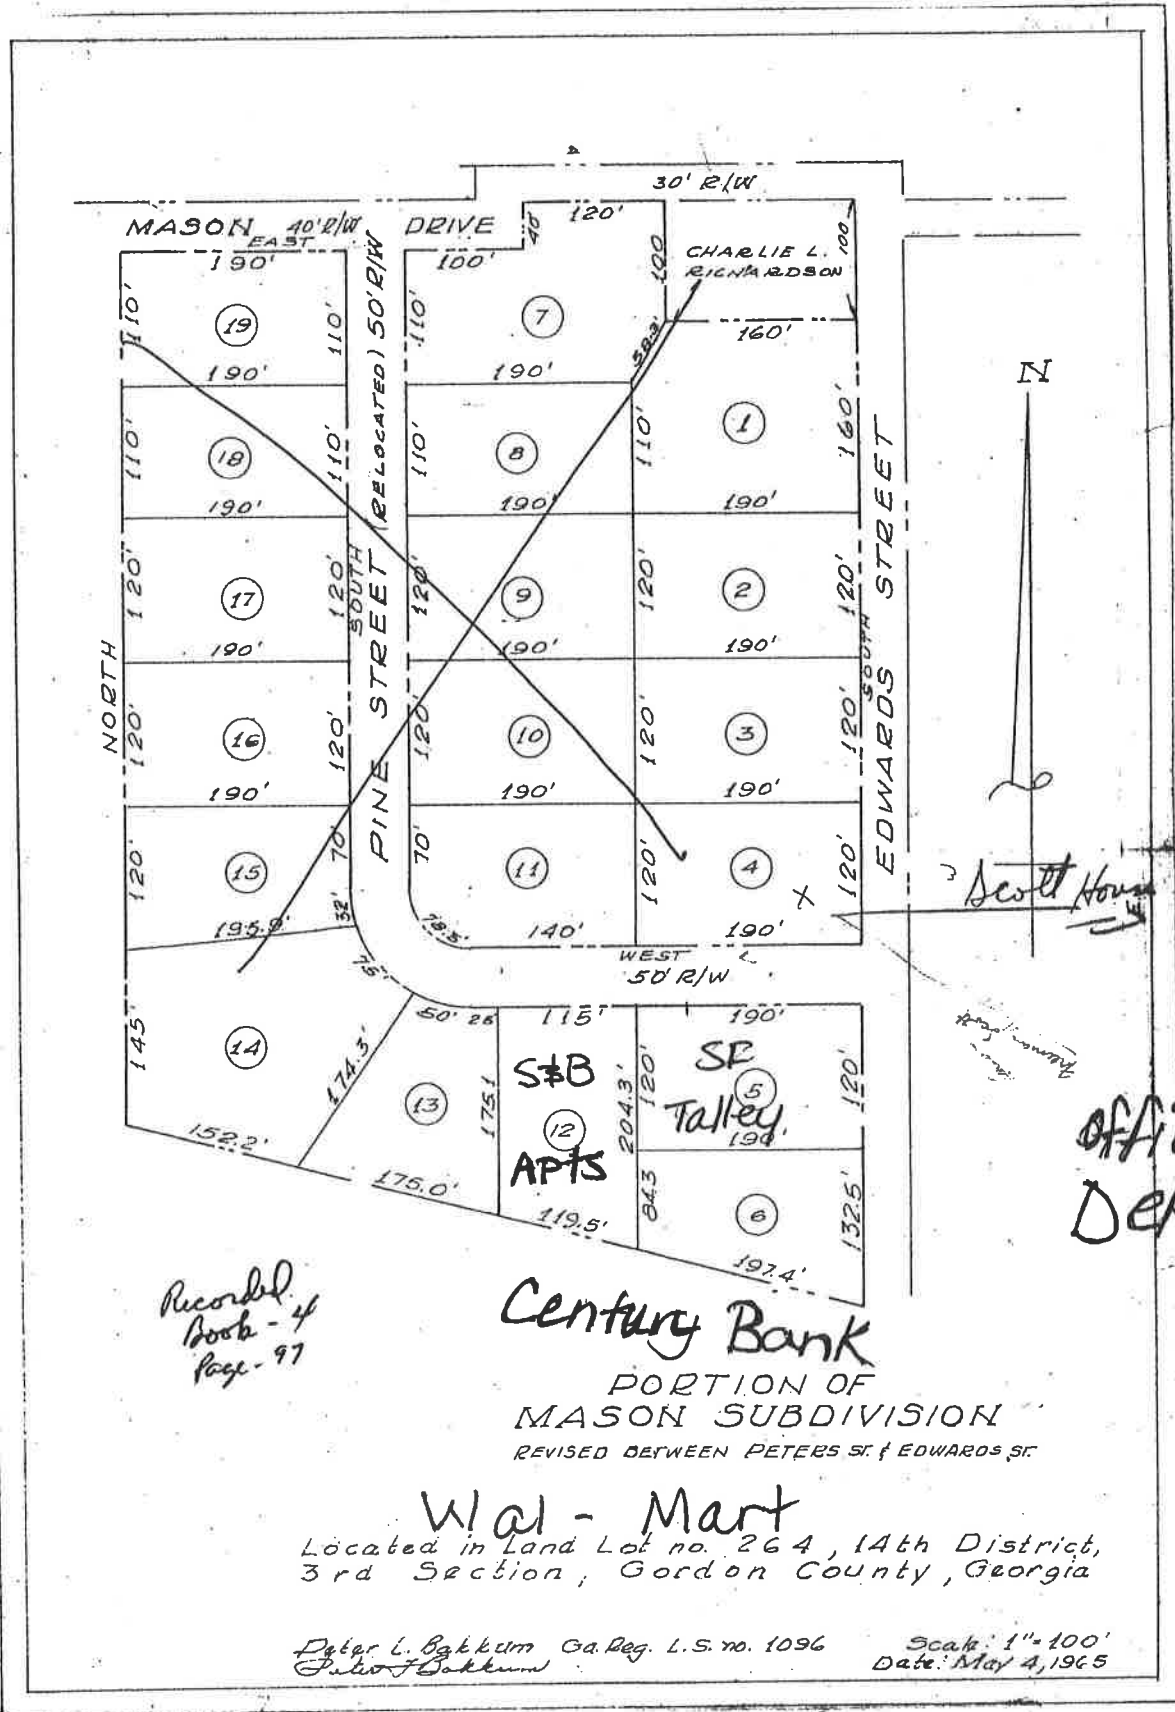 30' R/W
MASON 40' R/W DRIVE
EAST
190'
100'
40'
120'
100
CHARLIE L.
RICHARDSON
100'
160'
110'
19
110'
190'
110'
7
190'
58.3'
110'
18
110'
190'
110'
8
190'
110'
1
160'
190'
120'
17
120'
190'
120'
9
190'
120'
2
120'
190'
120'
16
120'
190'
120'
10
190'
120'
3
120'
190'
120'
15
70'
32'
195.9'
70'
11
78.5'
140'
120'
4
X
120'
190'
NORTH
SOUTH
PINE STREET (RELOCATED) 50' R/W
SOUTH
EDWARDS STREET
N
Scott House
WEST
50' R/W
75'
145'
14
174.3'
152.2'
50'
26'
13
175.1
175.0'
115'
S&B
12
APTS
204.3'
119.5'
190'
120'
SE
5
Talley
120'
190'
84.3
6
132.5'
197.4'
Recorded
Book - 4
Page - 97
Century Bank
PORTION OF
MASON SUBDIVISION
REVISED BETWEEN PETERS ST. & EDWARDS ST.
Wal - Mart
Located in Land Lot no. 264, 14th District,
3rd Section, Gordon County, Georgia
Peter L. Bakkum Ga. Reg. L.S. no. 1096
Scale: 1"=100'
Date: May 4, 1965